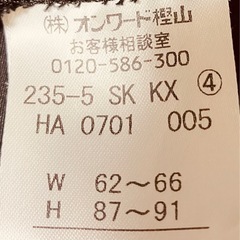 ㈱オンワード樫山
お客様相談室
0120-586-300
235-5 SK KX ④
HA 0701 005
W 62～66
H 87～91